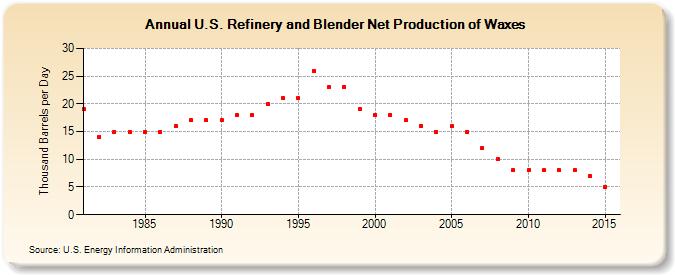 Annual U.S. Refinery and Blender Net Production of Waxes
Thousand Barrels per Day
30
25
20
15
10
5
0
1985 1990 1995 2000 2005 2010 2015
Source: U.S. Energy Information Administration